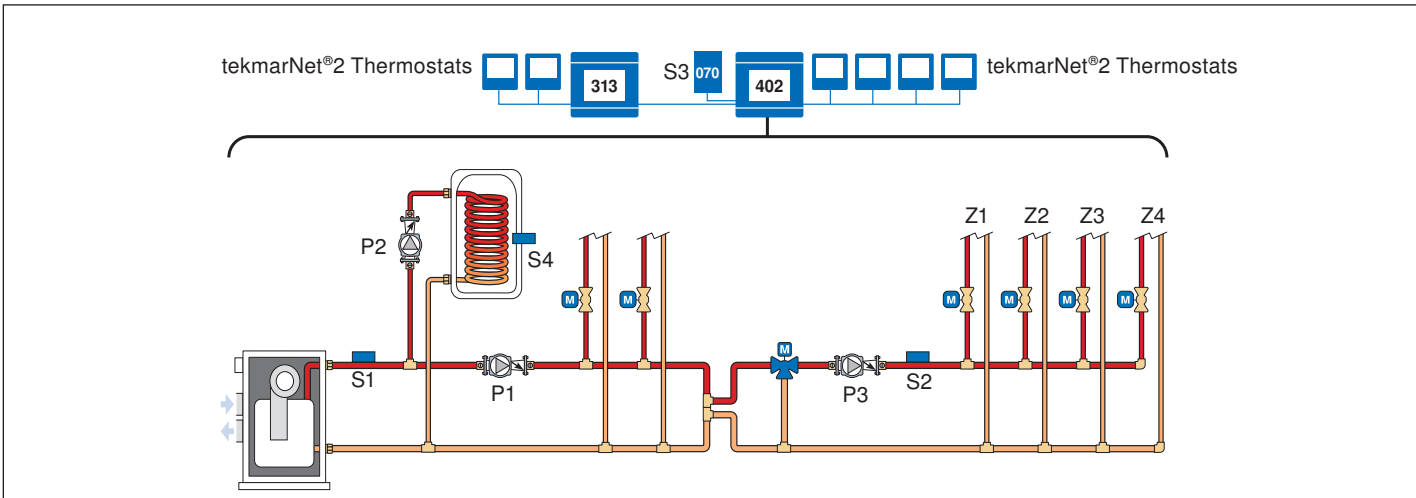 tekmarNet®2 Thermostats
313
S3
070
402
tekmarNet®2 Thermostats
P2
S4
Z1
Z2
Z3
Z4
M
M
M
M
M
M
M
S1
P1
P3
S2